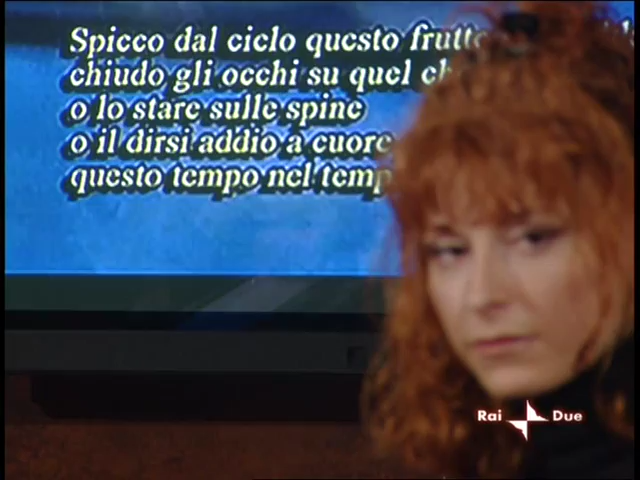 Spicco dal cielo questo frutto
chiudo gli occhi su quel
o lo stare sulle spine
o il dirsi addio a cuore
questo tempo nel
Rai Due